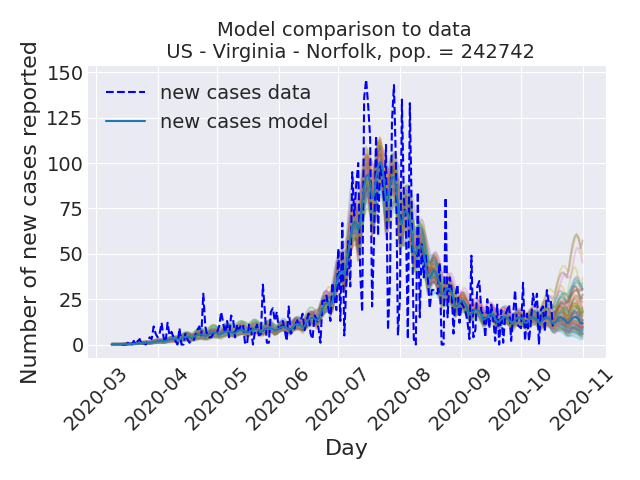 Model comparison to data
US - Virginia - Norfolk, pop. = 242742
Number of new cases reported
150
125
100
75
50
25
0
new cases data
new cases model
2020-03
2020-04
2020-05
2020-06
2020-07
2020-08
2020-09
2020-10
2020-11
Day